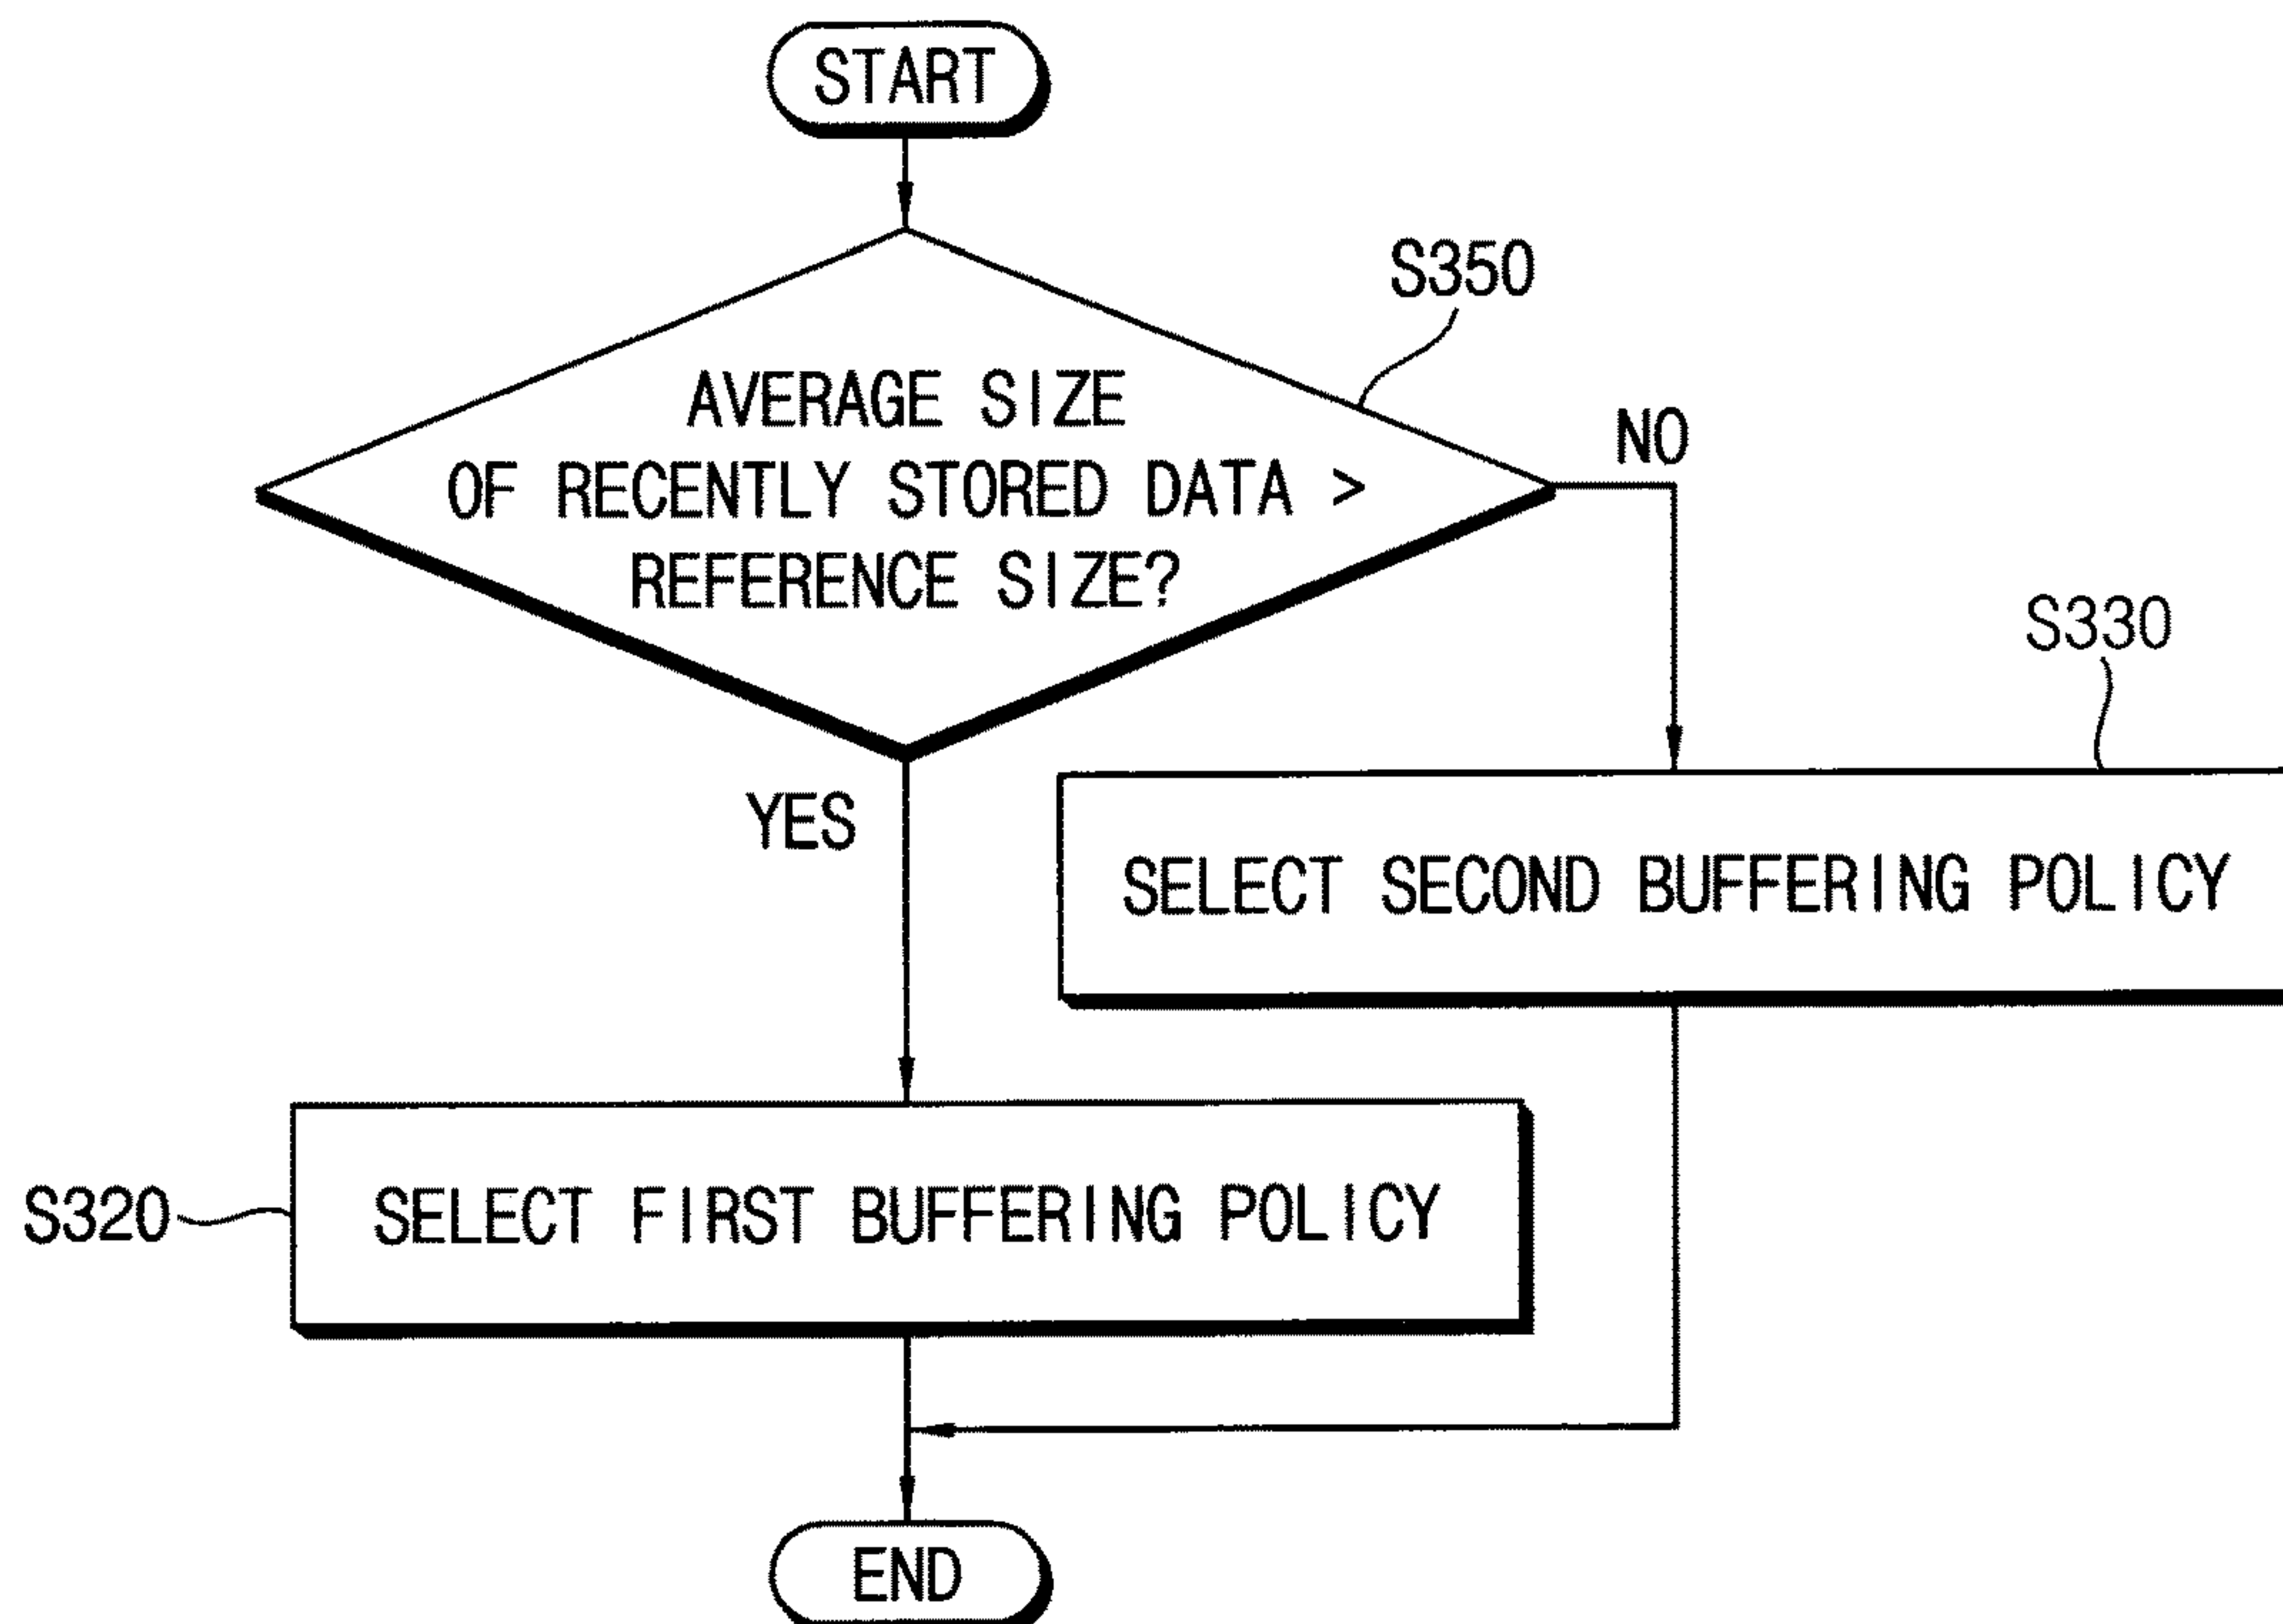 START
S350
AVERAGE SIZE
OF RECENTLY STORED DATA >
REFERENCE SIZE?
NO
YES
S330
SELECT SECOND BUFFERING POLICY
S320
SELECT FIRST BUFFERING POLICY
END